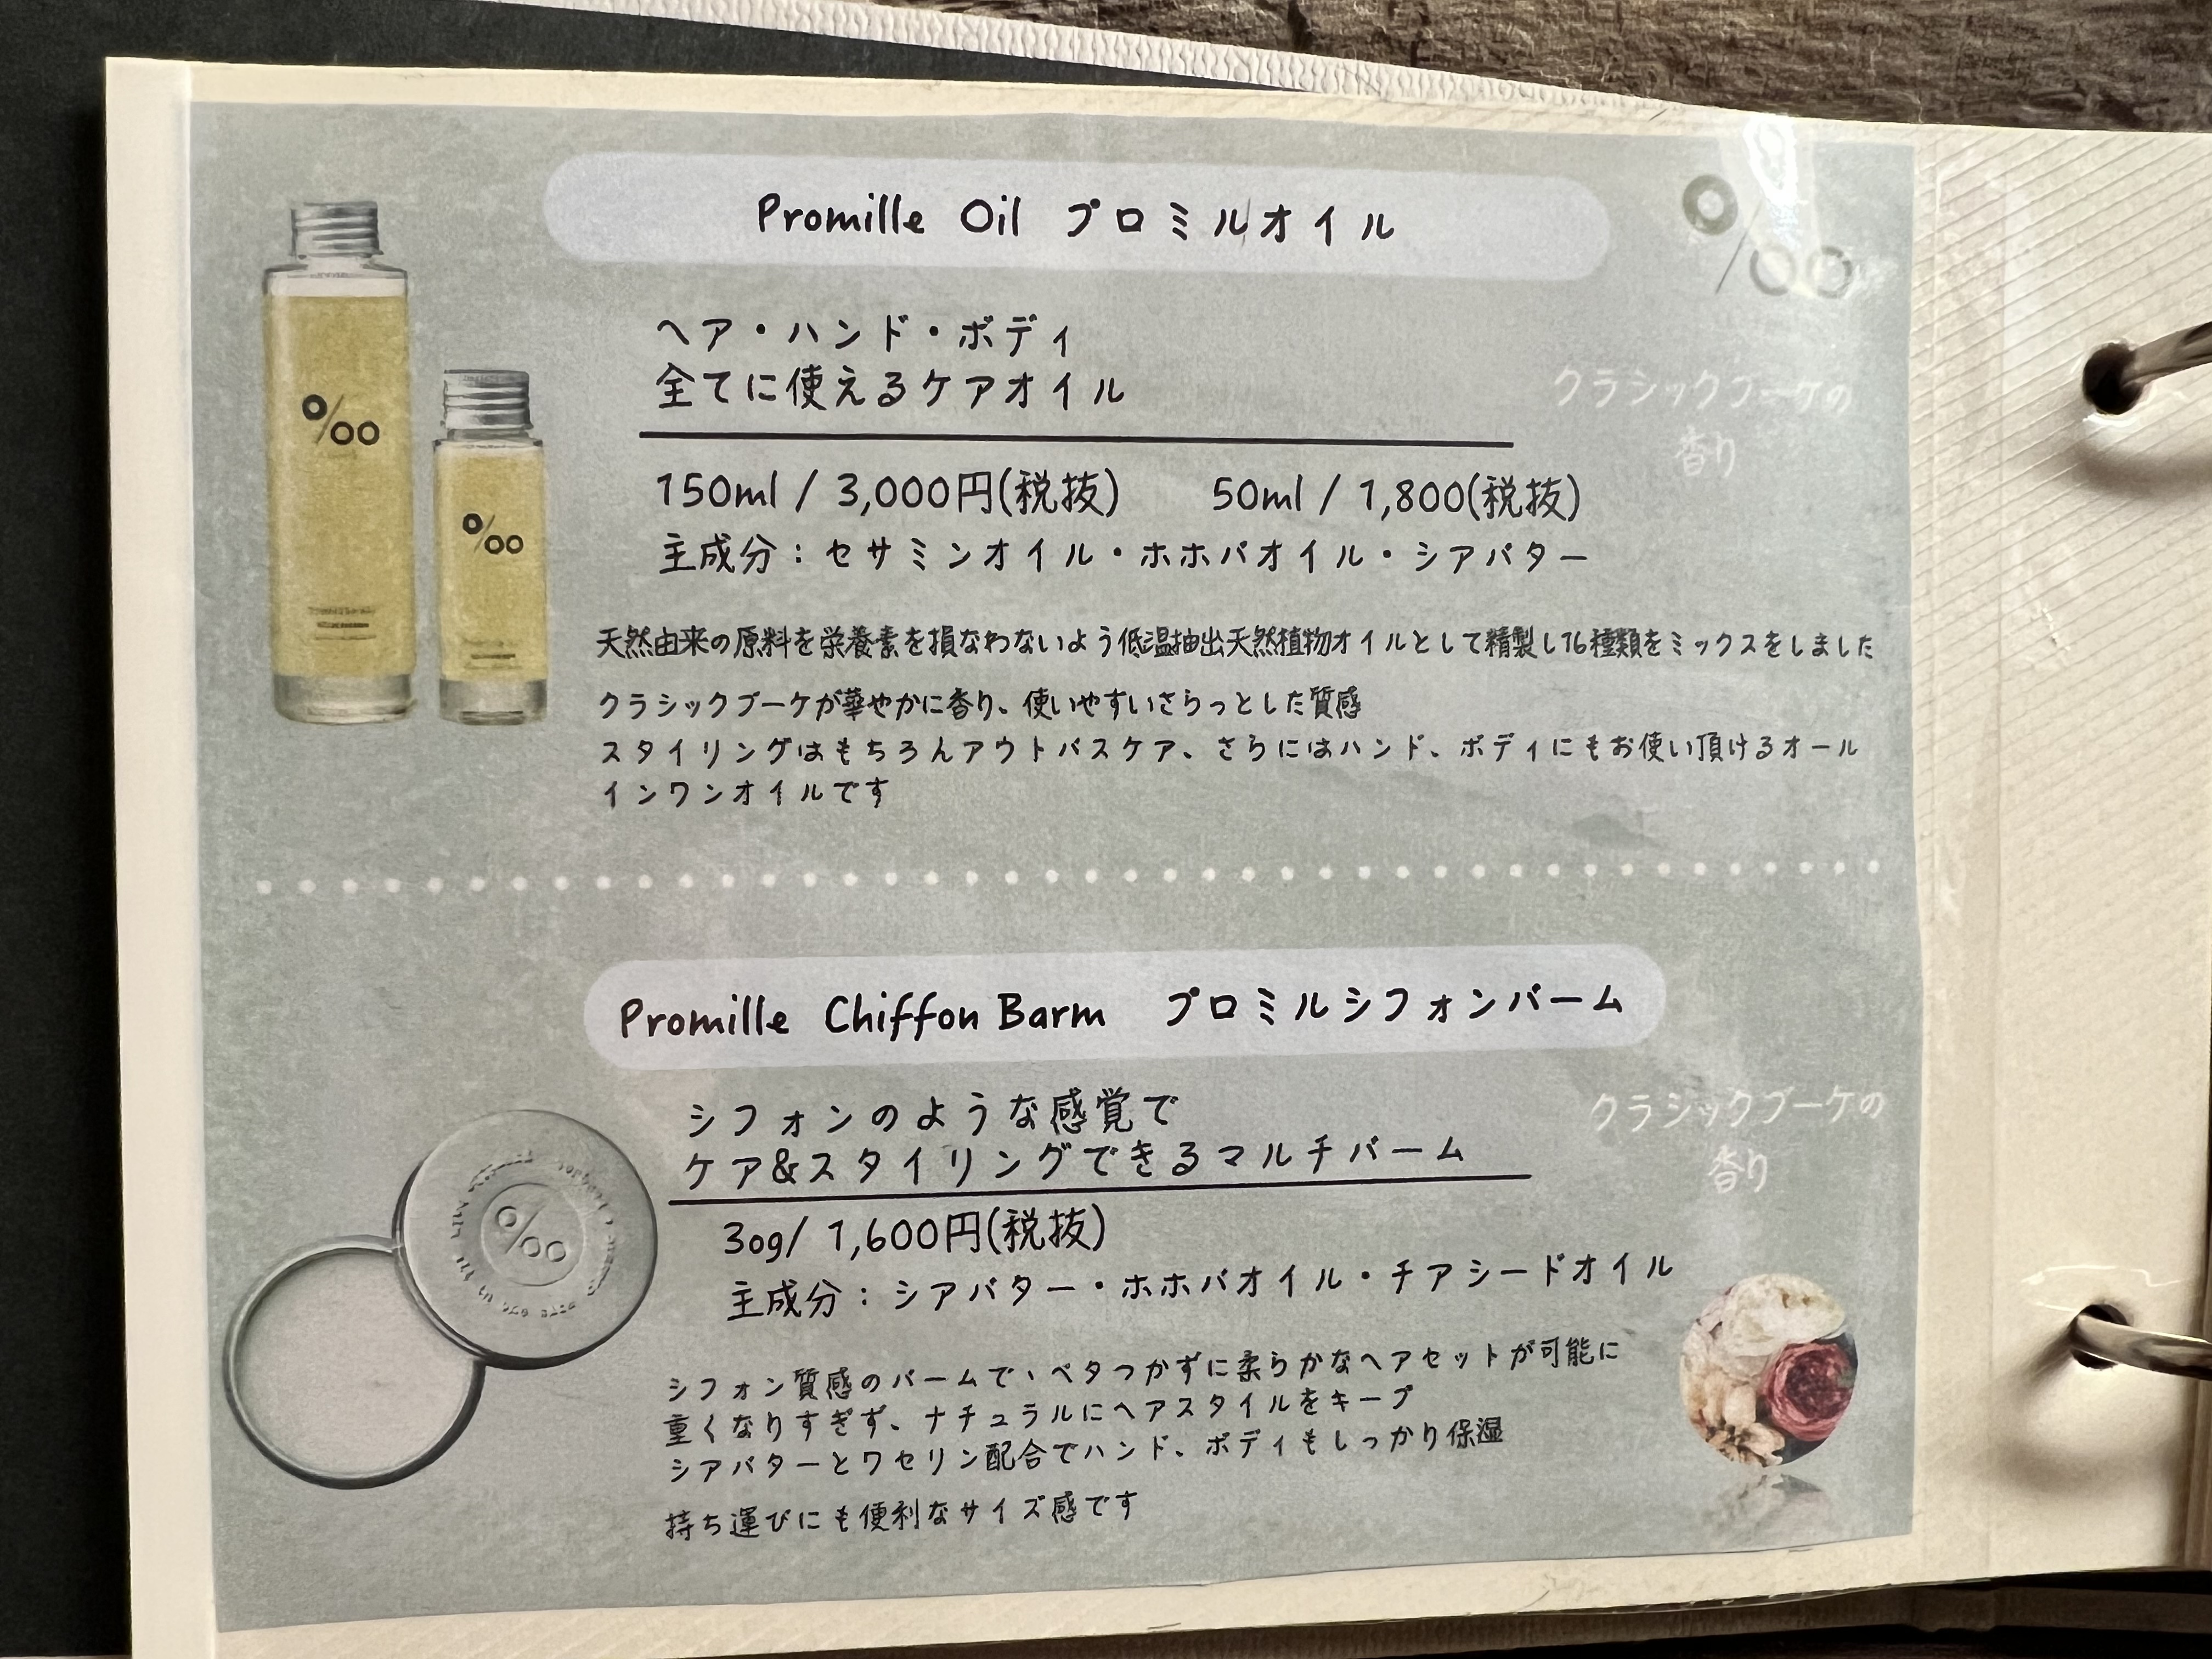 Promille Oil プロミルオイル
‰
ヘア・ハンド・ボディ
全てに使えるケアオイル
クラシックブーケの
香り
‰
‰
150ml / 3,000円(税抜) 50ml / 1,800(税抜)
主成分：セサミンオイル・ホホバオイル・シアバター
天然由来の原料を栄養素を損なわないよう低温抽出天然植物オイルとして精製し16種類をミックスをしました
クラシックブーケが華やかに香り、使いやすいさらっとした質感
スタイリングはもちろんアウトバスケア、さらにはハンド、ボディにもお使い頂けるオール
インワンオイルです
Promille Chiffon Barm プロミルシフォンバーム
シフォンのような感覚で
ケア&スタイリングできるマルチバーム
クラシックブーケの
香り
‰
30g/ 1,600円(税抜)
主成分：シアバター・ホホバオイル・チアシードオイル
シフォン質感のバームで、ベタつかずに柔らかなヘアセットが可能に
重くなりすぎず、ナチュラルにヘアスタイルをキープ
シアバターとワセリン配合でハンド、ボディもしっかり保湿
持ち運びにも便利なサイズ感です